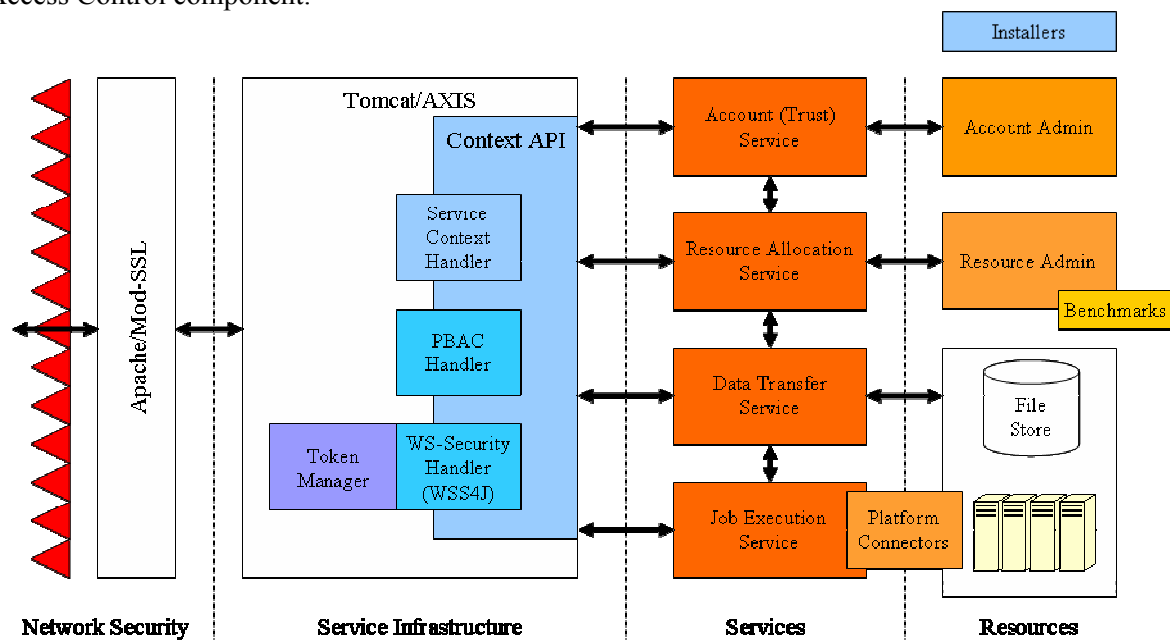 Access Control component.
Installers
Tomcat/AXIS
Context API
Service
Context
Handler
PBAC
Handler
Token
Manager
WS-Security
Handler
(WSS4J)
Apache/Mod-SSL
Account (Trust)
Service
Account Admin
Resource Allocation
Service
Resource Admin
Benchmarks
Data Transfer
Service
File
Store
Job Execution
Service
Platform
Connectors
Network Security
Service Infrastructure
Services
Resources